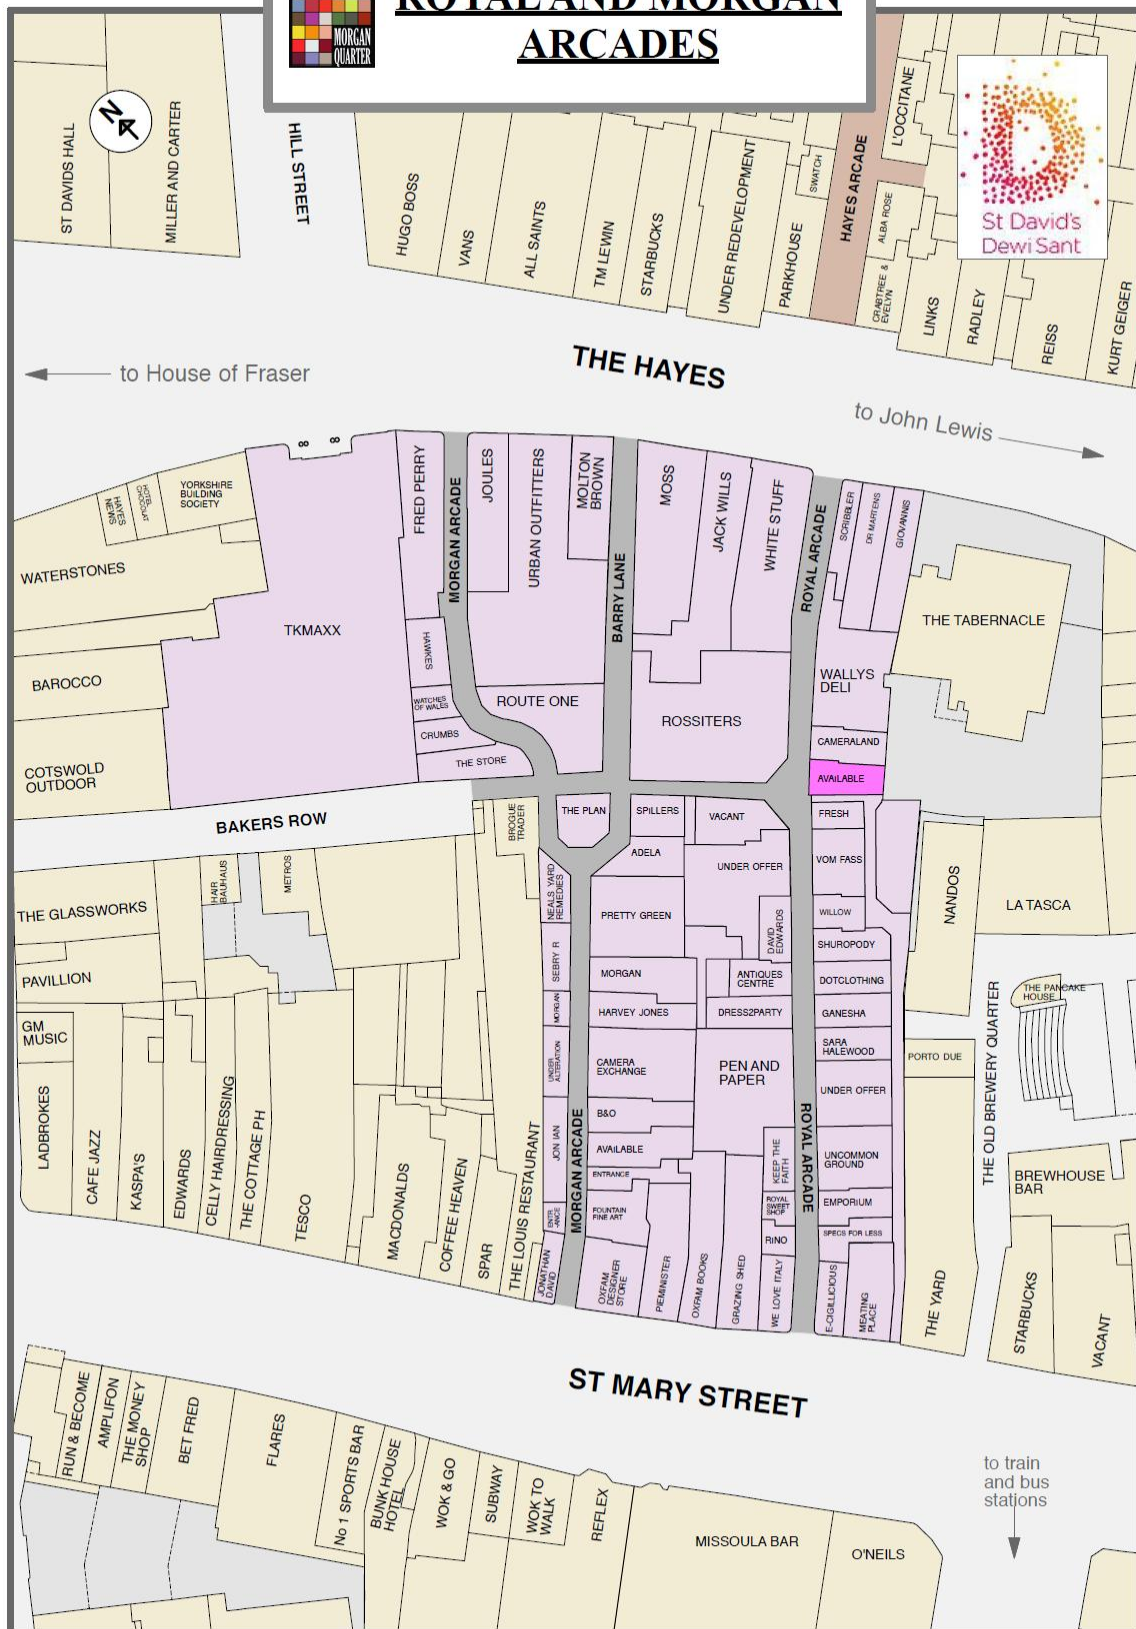 ROYAL AND MORGAN
ARCADES
MORGAN
QUARTER
N
ST DAVIDS HALL
MILLER AND CARTER
HILL STREET
HUGO BOSS
VANS
ALL SAINTS
TM LEWIN
STARBUCKS
UNDER REDEVELOPMENT
PARKHOUSE
SWATCH
HAYES ARCADE
L'OCCITANE
ALBA ROSE
CRABTREE &
EVELYN
LINKS
RADLEY
REISS
KURT GEIGER
St David's
Dewi Sant
THE HAYES
to House of Fraser
to John Lewis
HAYES
NEWS
HOTEL
CHOCOLAT
YORKSHIRE
BUILDING
SOCIETY
WATERSTONES
BAROCCO
COTSWOLD
OUTDOOR
TKMAXX
FRED PERRY
MORGAN ARCADE
JOULES
URBAN OUTFITTERS
MOLTON
BROWN
BARRY LANE
MOSS
JACK WILLS
WHITE STUFF
ROYAL ARCADE
SCRIBBLER
DR MARTENS
GIOVANNIS
THE TABERNACLE
HAWKES
WATCHES
OF WALES
CRUMBS
THE STORE
ROUTE ONE
ROSSITERS
WALLYS
DELI
CAMERALAND
AVAILABLE
BAKERS ROW
BROGUE
TRADER
THE PLAN
SPILLERS
VACANT
FRESH
ADELA
UNDER OFFER
VOM FASS
HAIR
BAUHAUS
METROS
NEALS YARD
REMEDIES
PRETTY GREEN
DAVID
EDWARDS
WILLOW
SHUROPODY
NANDOS
LA TASCA
THE GLASSWORKS
PAVILLION
SEBRY R
MORGAN
ANTIQUES
CENTRE
DOTCLOTHING
THE PANCAKE
HOUSE
GM
MUSIC
MORGAN
HARVEY JONES
DRESS2PARTY
GANESHA
UNDER
ALTERATION
CAMERA
EXCHANGE
PEN AND
PAPER
SARA
HALEWOOD
PORTO DUE
THE OLD BREWERY QUARTER
UNDER OFFER
LADBROKES
CAFE JAZZ
KASPA'S
EDWARDS
CELLY HAIRDRESSING
THE COTTAGE PH
TESCO
MACDONALDS
COFFEE HEAVEN
SPAR
THE LOUIS RESTAURANT
JON IAN
MORGAN ARCADE
B&O
AVAILABLE
ENTRANCE
KEEP THE
FAITH
ROYAL ARCADE
UNCOMMON
GROUND
BREWHOUSE
BAR
ENTR
-ANCE
FOUNTAIN
FINE ART
ROYAL
SWEET
SHOP
EMPORIUM
RiNO
SPECS FOR LESS
JONATHAN
DAVID
OXFAM
DESIGNER
STORE
PIEMINISTER
OXFAM BOOKS
GRAZING SHED
WE LOVE ITALY
E-CIGILLICIOUS
MEATING
PLACE
THE YARD
STARBUCKS
VACANT
ST MARY STREET
RUN & BECOME
AMPLIFON
THE MONEY
SHOP
BET FRED
FLARES
No 1 SPORTS BAR
BUNK HOUSE
HOTEL
WOK & GO
SUBWAY
WOK TO
WALK
REFLEX
MISSOULA BAR
O'NEILS
to train
and bus
stations